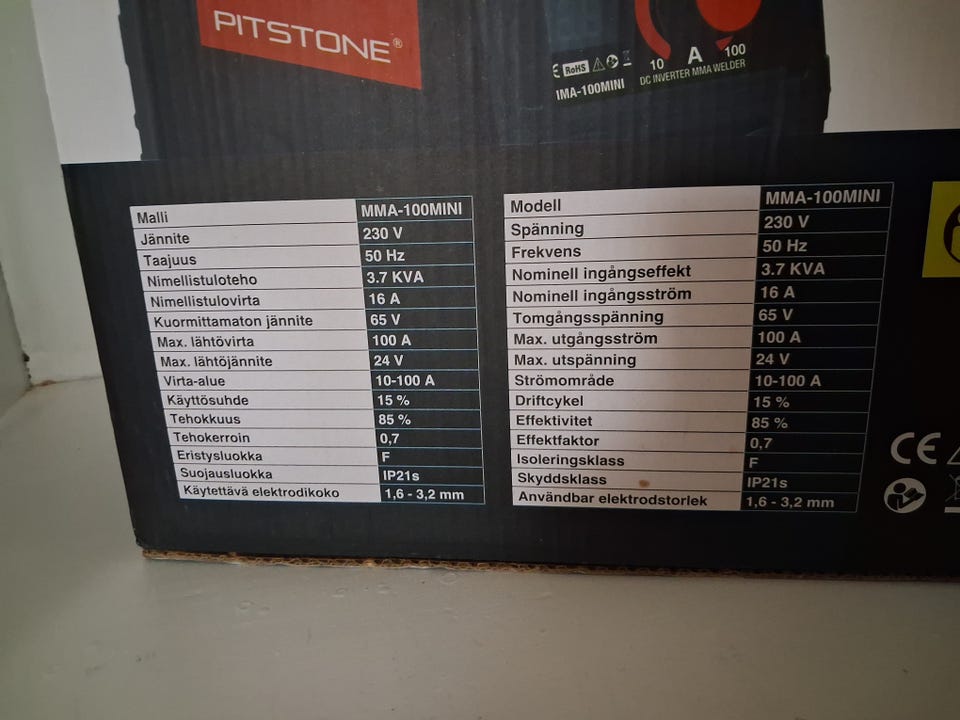 PITSTONE®
10 A 100
CE RoHS
DC INVERTER MMA WELDER
IMA-100MINI
Malli MMA-100MINI
Jännite 230 V
Taajuus 50 Hz
Nimellistuloteho 3.7 KVA
Nimellistulovirta 16 A
Kuormittamaton jännite 65 V
Max. lähtövirta 100 A
Max. lähtöjännite 24 V
Virta-alue 10-100 A
Käyttösuhde 15 %
Tehokkuus 85 %
Tehokerroin 0,7
Eristysluokka F
Suojausluokka IP21s
Käytettävä elektrodikoko 1,6 - 3,2 mm
Modell MMA-100MINI
Spänning 230 V
Frekvens 50 Hz
Nominell ingångseffekt 3.7 KVA
Nominell ingångsström 16 A
Tomgångsspänning 65 V
Max. utgångsström 100 A
Max. utspänning 24 V
Strömområde 10-100 A
Driftcykel 15 %
Effektivitet 85 %
Effektfaktor 0,7
Isoleringsklass F
Skyddsklass IP21s
Användbar elektrodstorlek 1,6 - 3,2 mm
CE